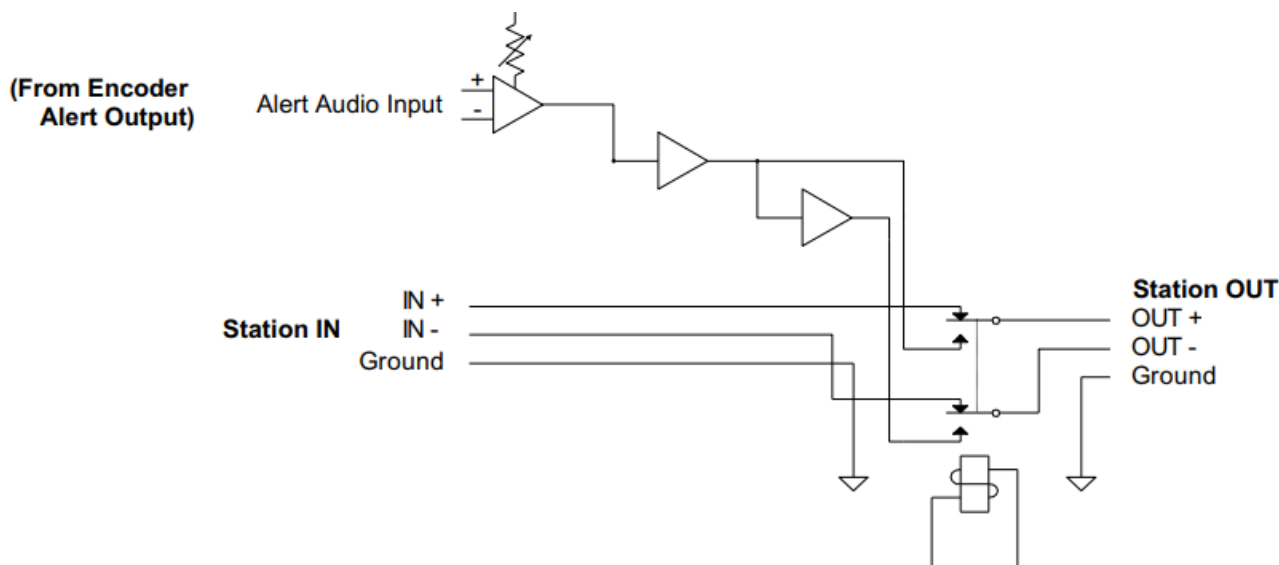 (From Encoder
Alert Output)
Alert Audio Input
+
-
Station IN
IN +
IN -
Ground
Station OUT
OUT +
OUT -
Ground